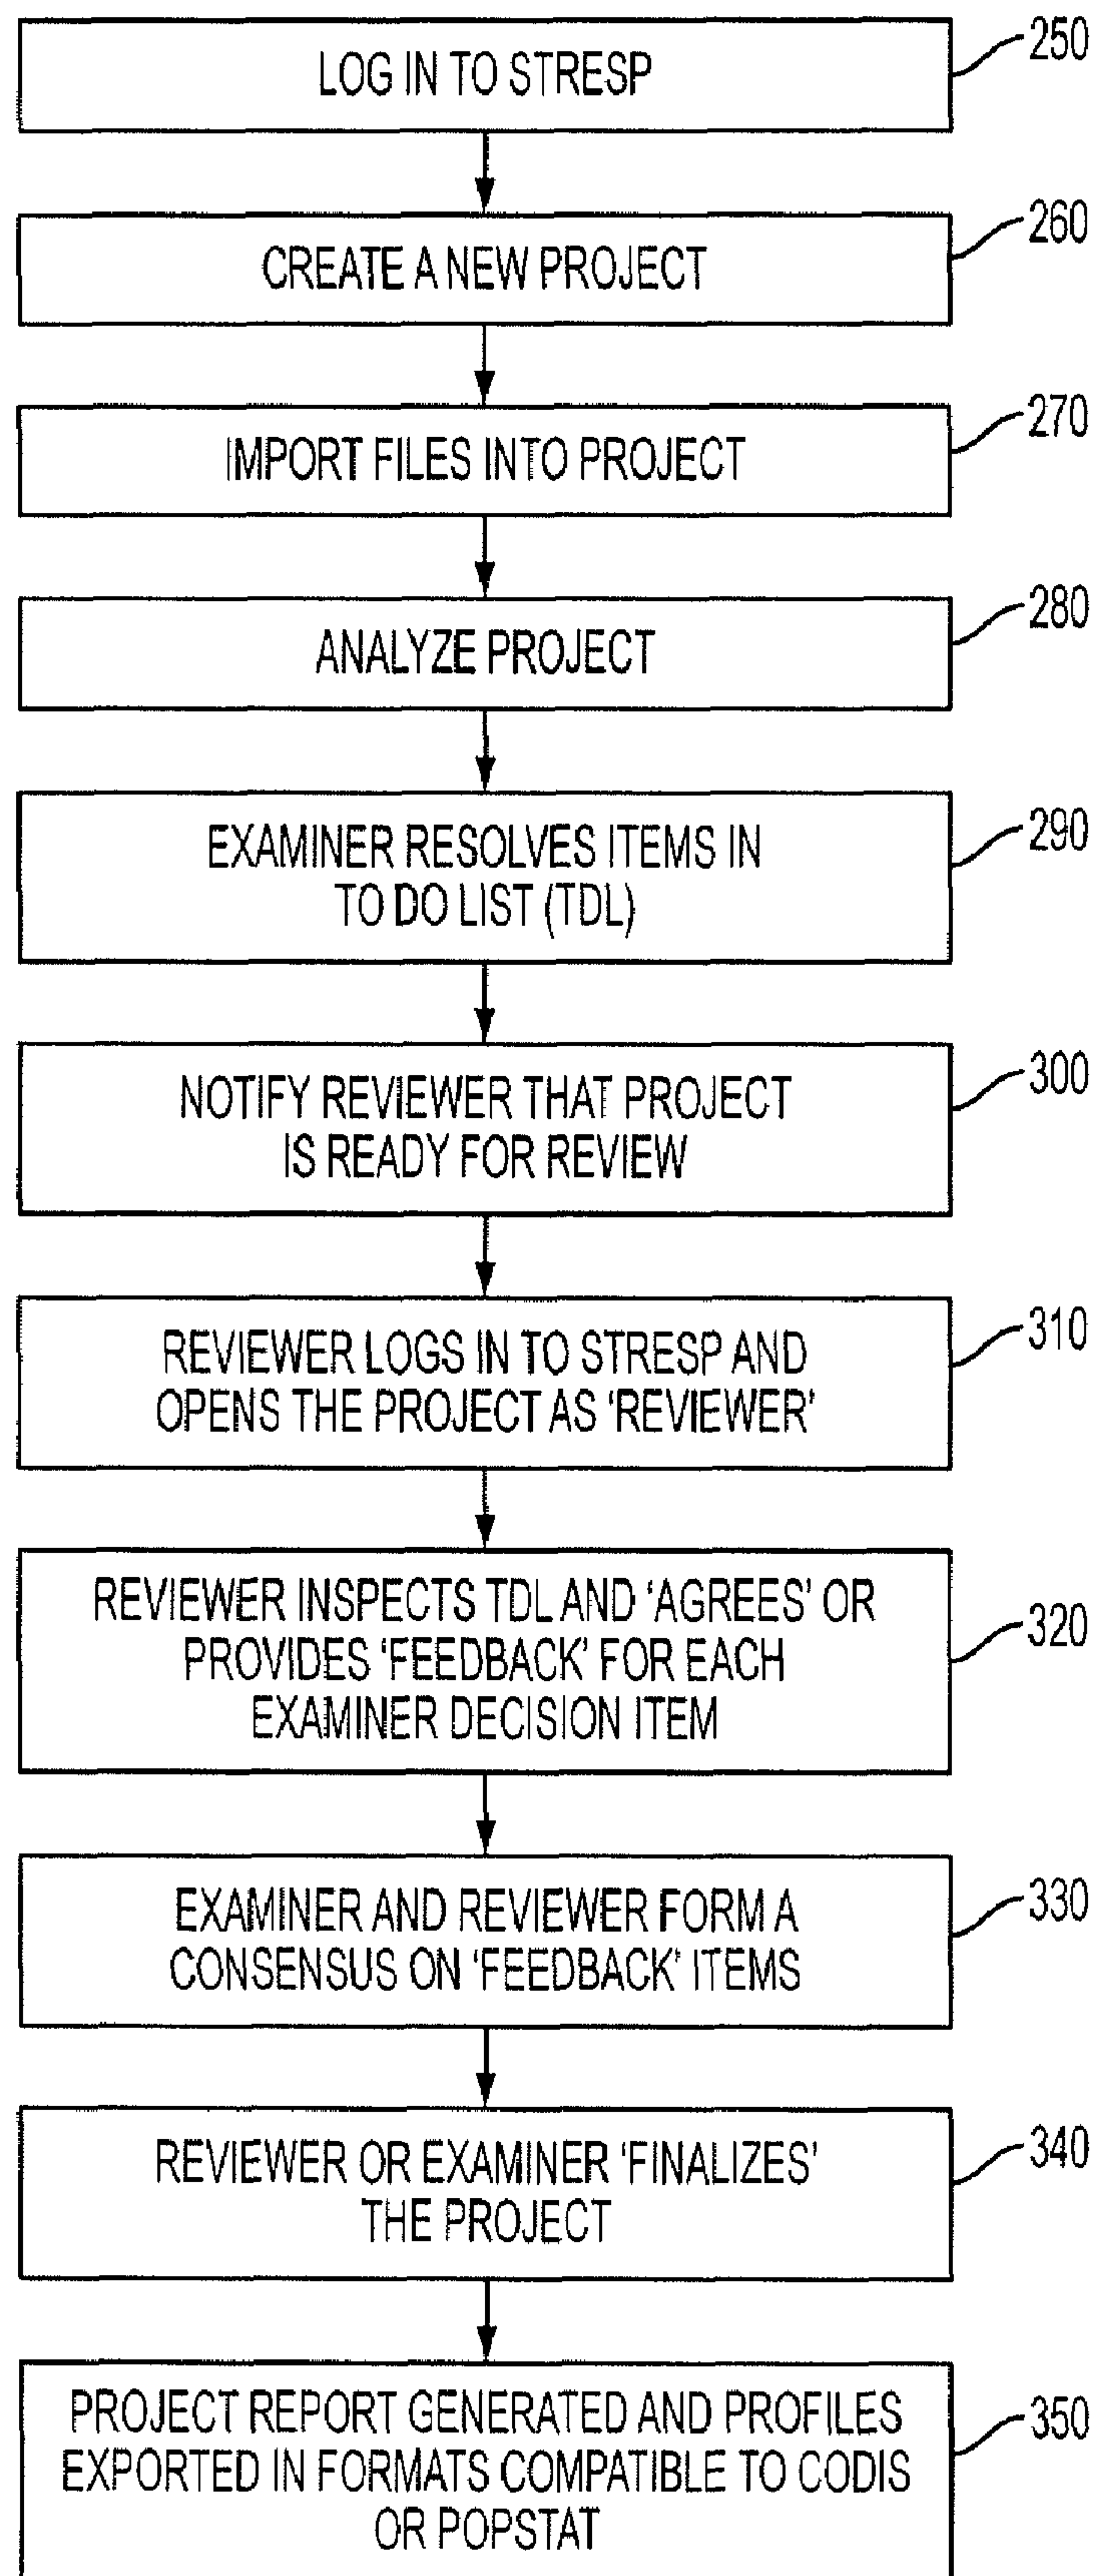 LOG IN TO STRESP
250
CREATE A NEW PROJECT
260
IMPORT FILES INTO PROJECT
270
ANALYZE PROJECT
280
EXAMINER RESOLVES ITEMS IN
TO DO LIST (TDL)
290
NOTIFY REVIEWER THAT PROJECT
IS READY FOR REVIEW
300
REVIEWER LOGS IN TO STRESP AND
OPENS THE PROJECT AS ‘REVIEWER’
310
REVIEWER INSPECTS TDL AND ‘AGREES’ OR
PROVIDES ‘FEEDBACK’ FOR EACH
EXAMINER DECISION ITEM
320
EXAMINER AND REVIEWER FORM A
CONSENSUS ON ‘FEEDBACK’ ITEMS
330
REVIEWER OR EXAMINER ‘FINALIZES’
THE PROJECT
340
PROJECT REPORT GENERATED AND PROFILES
EXPORTED IN FORMATS COMPATIBLE TO CODIS
OR POPSTAT
350